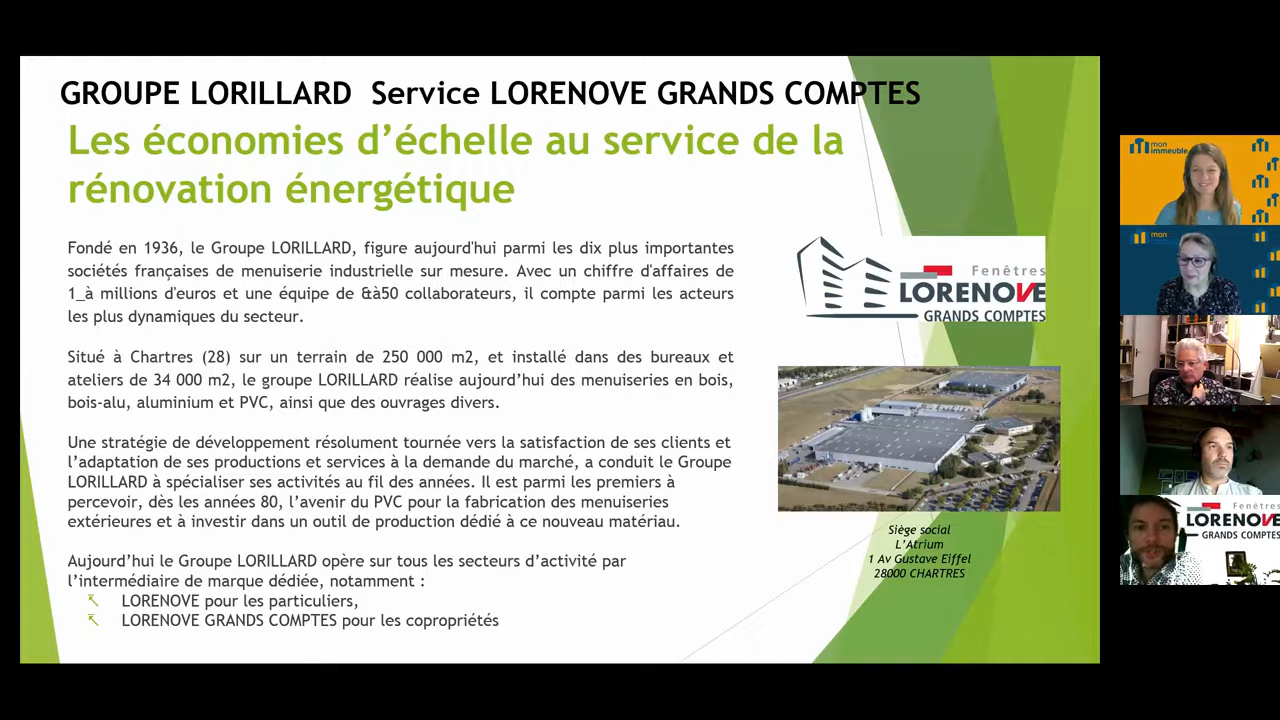 GROUPE LORILLARD Service LORENOVE GRANDS COMPTES
Les économies d’échelle au service de la
rénovation énergétique
Fondé en 1936, le Groupe LORILLARD, figure aujourd'hui parmi les dix plus importantes
sociétés françaises de menuiserie industrielle sur mesure. Avec un chiffre d'affaires de
1_à millions d'euros et une équipe de &à50 collaborateurs, il compte parmi les acteurs
les plus dynamiques du secteur.
Situé à Chartres (28) sur un terrain de 250 000 m2, et installé dans des bureaux et
ateliers de 34 000 m2, le groupe LORILLARD réalise aujourd’hui des menuiseries en bois,
bois-alu, aluminium et PVC, ainsi que des ouvrages divers.
Une stratégie de développement résolument tournée vers la satisfaction de ses clients et
l’adaptation de ses productions et services à la demande du marché, a conduit le Groupe
LORILLARD à spécialiser ses activités au fil des années. Il est parmi les premiers à
percevoir, dès les années 80, l’avenir du PVC pour la fabrication des menuiseries
extérieures et à investir dans un outil de production dédié à ce nouveau matériau.
Aujourd’hui le Groupe LORILLARD opère sur tous les secteurs d’activité par
l’intermédiaire de marque dédiée, notamment :
LORENOVE pour les particuliers,
LORENOVE GRANDS COMPTES pour les copropriétés
Fenêtres
LORENOVE
GRANDS COMPTES
Siège social
L’Atrium
1 Av Gustave Eiffel
28000 CHARTRES
mon
immeuble
mon
Fenêtres
LORENOVE
GRANDS COMPTES